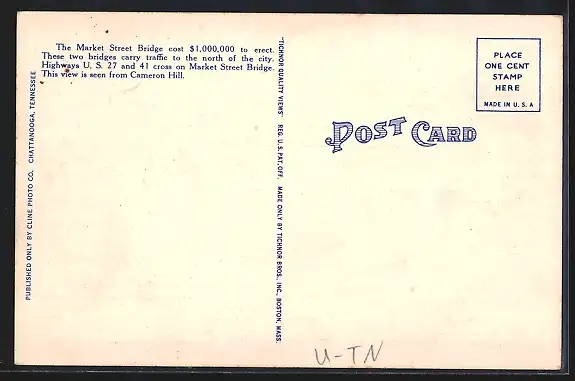 The Market Street Bridge cost $1,000,000 to erect.
These two bridges carry traffic to the north of the city.
Highways U. S. 27 and 41 cross on Market Street Bridge.
This view is seen from Cameron Hill.
PUBLISHED ONLY BY CLINE PHOTO CO. CHATTANOOGA, TENNESSEE
"TICHNOR QUALITY VIEWS" REG. U. S. PAT. OFF. MADE ONLY BY TICHNOR BROS., INC., BOSTON, MASS.
POST CARD
PLACE
ONE CENT
STAMP
HERE
MADE IN U. S. A
U-TN